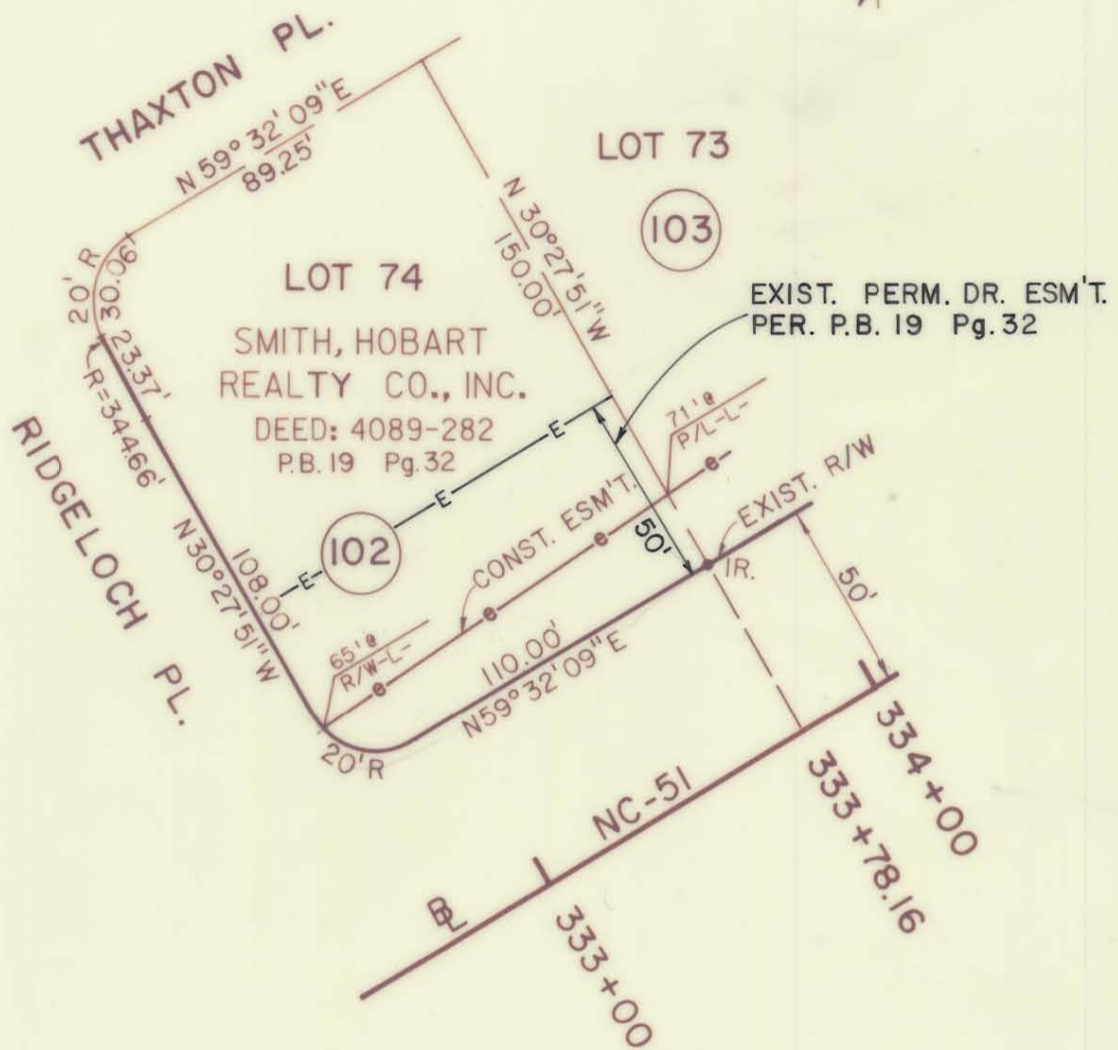 THAXTON PL.
N 59° 32' 09" E
89.25'
LOT 73
103
N 30°27'51"W
150.00'
20' R
30.06'
LOT 74
SMITH, HOBART
REALTY CO., INC.
DEED: 4089-282
P.B. 19 Pg. 32
EXIST. PERM. DR. ESM'T.
PER. P.B. 19 Pg. 32
23.37'
R=344.66'
RIDGELOCH PL.
N 30°27'51"W
108.00'
E
E
E
102
71'@
P/L-L-
CONST. ESM'T.
50'
EXIST. R/W
IR.
50'
65'@
R/W-L-
110.00'
N59°32'09"E
20'R
NC-51
BL
334+00
333+78.16
333+00